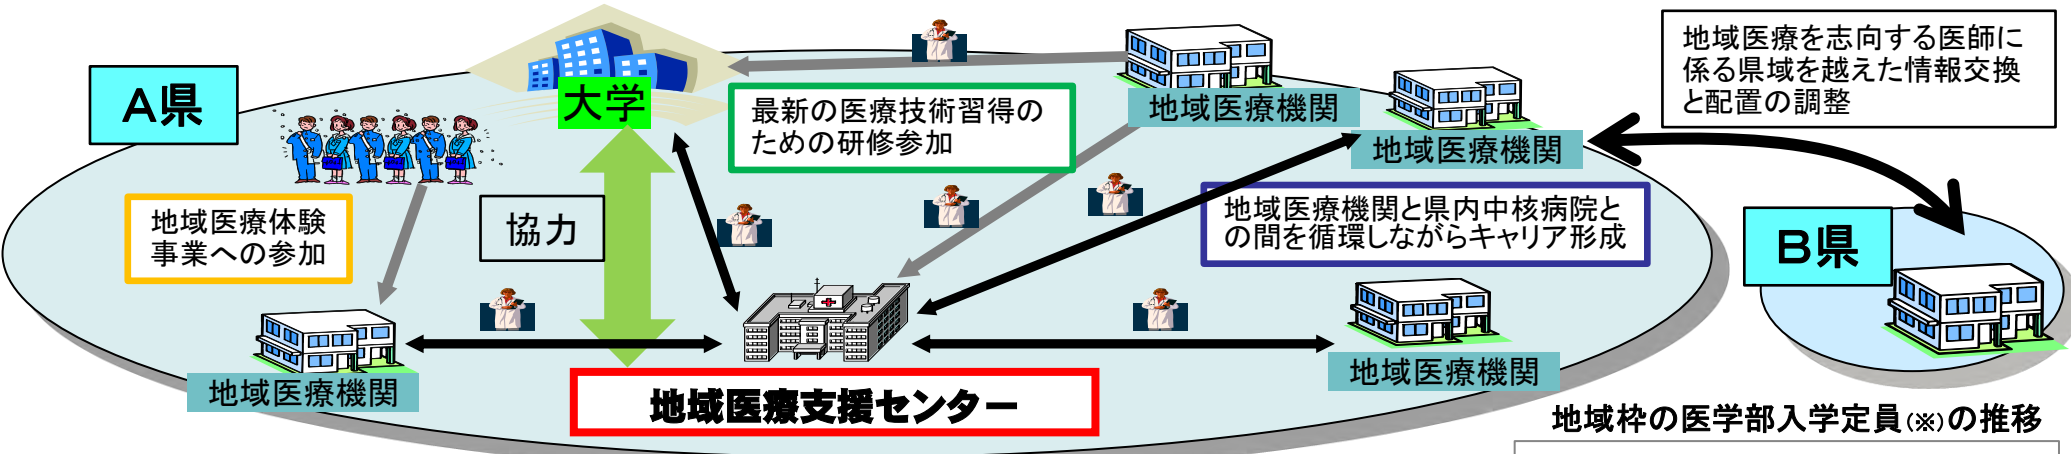 A県
大学
最新の医療技術習得の
ための研修参加
地域医療機関
地域医療機関
地域医療を志向する医師に
係る県域を越えた情報交換
と配置の調整
地域医療体験
事業への参加
協力
地域医療機関と県内中核病院と
の間を循環しながらキャリア形成
B県
地域医療機関
地域医療支援センター
地域医療機関
地域枠の医学部入学定員(※)の推移